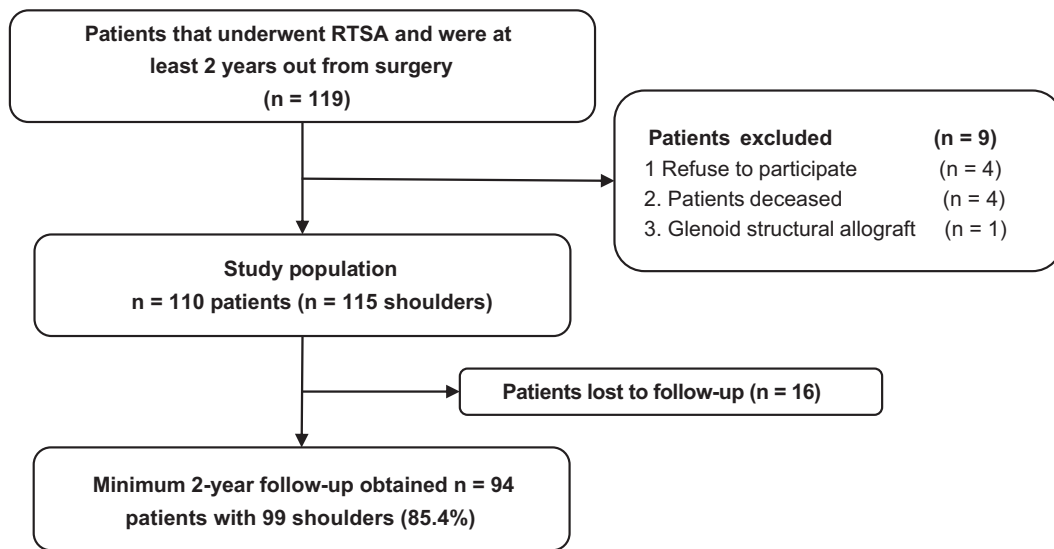 Patients that underwent RTSA and were at
least 2 years out from surgery
(n = 119)
Patients excluded (n = 9)
1 Refuse to participate (n = 4)
2. Patients deceased (n = 4)
3. Glenoid structural allograft (n = 1)
Study population
n = 110 patients (n = 115 shoulders)
Patients lost to follow-up (n = 16)
Minimum 2-year follow-up obtained n = 94
patients with 99 shoulders (85.4%)